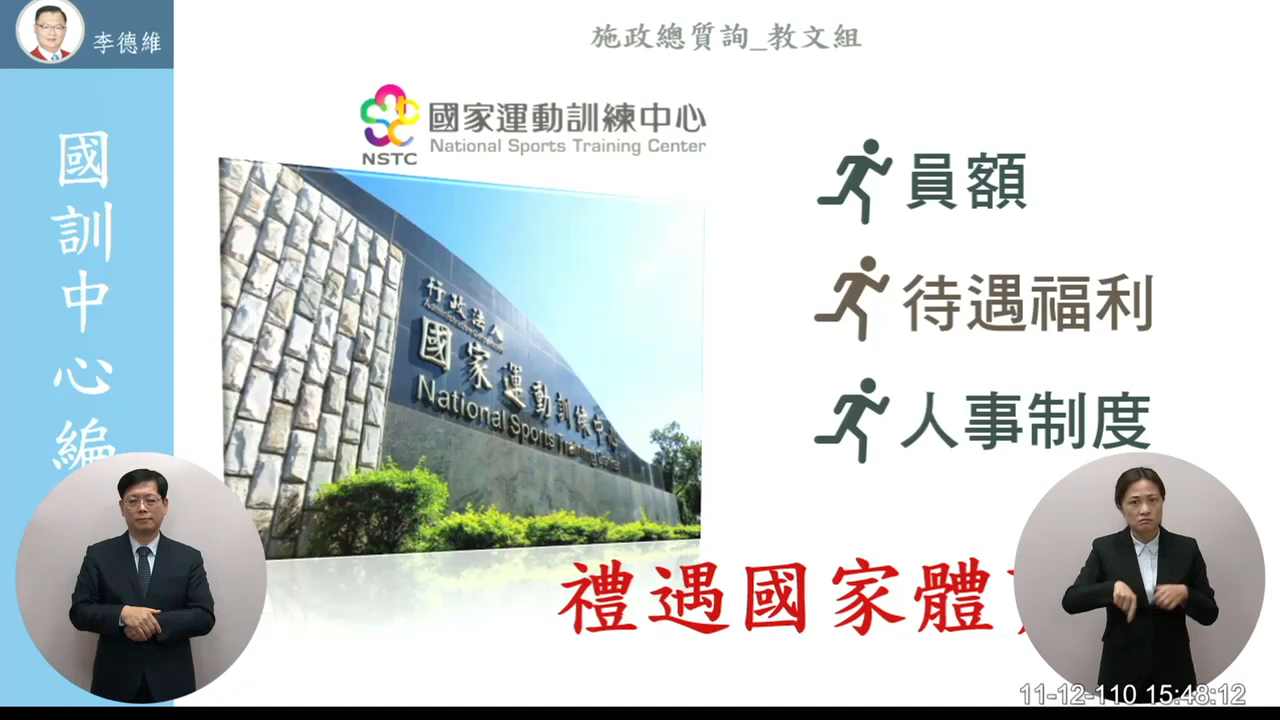 李德維
施政總質詢_教文組
國訓中心編
NSTC
國家運動訓練中心
National Sports Training Center
行政法人
國家運動訓練中心
National Sports Training Center
員額
待遇福利
人事制度
禮遇國家體
11-12-110 15:48:12